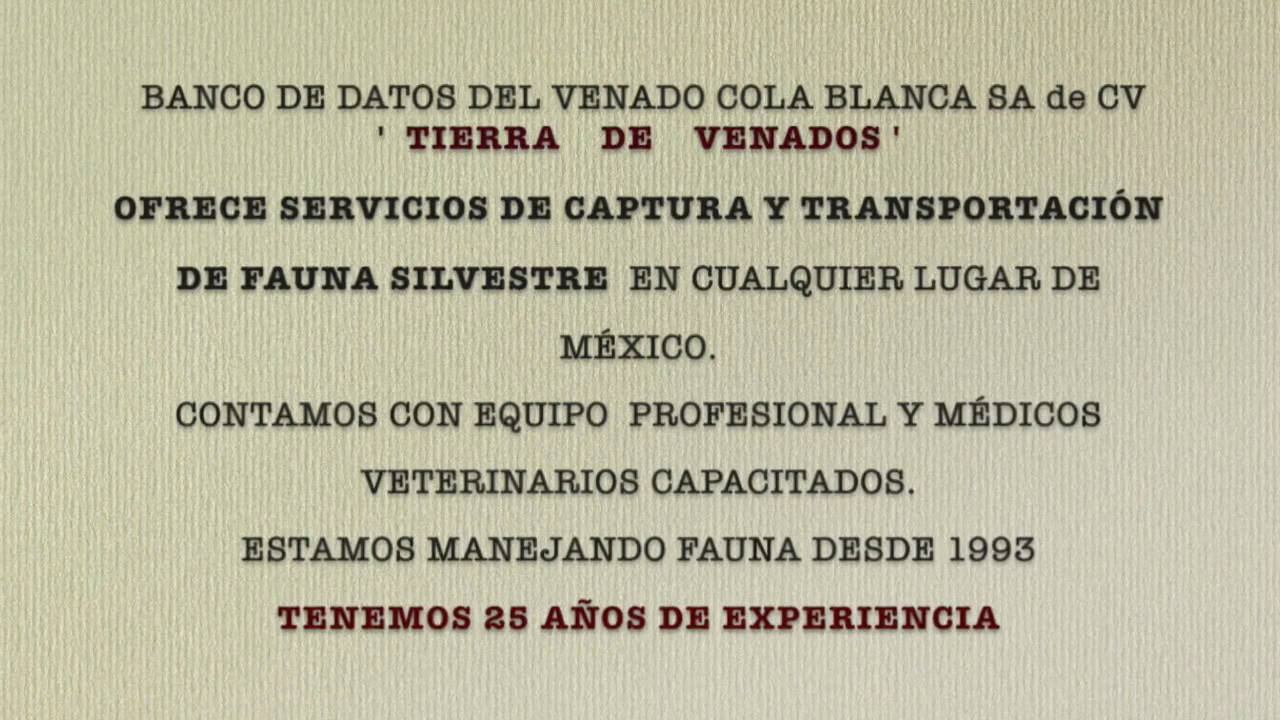 BANCO DE DATOS DEL VENADO COLA BLANCA SA de CV
' TIERRA DE VENADOS '
OFRECE SERVICIOS DE CAPTURA Y TRANSPORTACIÓN
DE FAUNA SILVESTRE EN CUALQUIER LUGAR DE
MÉXICO.
CONTAMOS CON EQUIPO PROFESIONAL Y MÉDICOS
VETERINARIOS CAPACITADOS.
ESTAMOS MANEJANDO FAUNA DESDE 1993
TENEMOS 25 AÑOS DE EXPERIENCIA